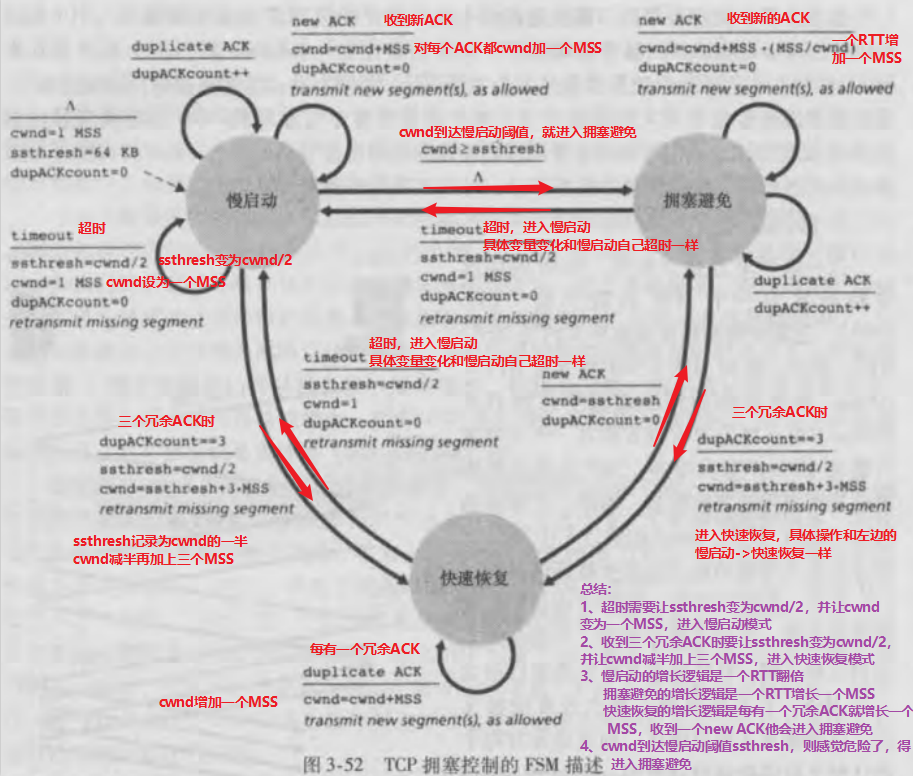 duplicate ACK
dupACKcount++
new ACK 收到新ACK
cwnd=cwnd+MSS 对每个ACK都cwnd加一个MSS
dupACKcount=0
transmit new segment(s), as allowed
new ACK 收到新的ACK
cwnd=cwnd+MSS·(MSS/cwnd)
一个RTT增
加一个MSS
dupACKcount=0
transmit new segment(s), as allowed
Λ
cwnd=1 MSS
ssthresh=64 KB
dupACKcount=0
cwnd到达慢启动阈值，就进入拥塞避免
cwnd≥ssthresh
Λ
慢启动
拥塞避免
timeout 超时
ssthresh=cwnd/2
ssthresh变为cwnd/2
cwnd=1 MSS cwnd设为一个MSS
dupACKcount=0
retransmit missing segment
超时，进入慢启动
timeout
具体变量变化和慢启动自己超时一样
ssthresh=cwnd/2
cwnd=1 MSS
dupACKcount=0
retransmit missing segment
duplicate ACK
dupACKcount++
超时，进入慢启动
timeout
具体变量变化和慢启动自己超时一样
ssthresh=cwnd/2
cwnd=1
dupACKcount=0
retransmit missing segment
new ACK
cwnd=ssthresh
dupACKcount=0
三个冗余ACK时
dupACKcount==3
ssthresh=cwnd/2
cwnd=ssthresh+3·MSS
retransmit missing segment
ssthresh记录为cwnd的一半
cwnd减半再加上三个MSS
三个冗余ACK时
dupACKcount==3
ssthresh=cwnd/2
cwnd=ssthresh+3·MSS
retransmit missing segment
进入快速恢复，具体操作和左边的
慢启动->快速恢复一样
快速恢复
每有一个冗余ACK
duplicate ACK
cwnd=cwnd+MSS
cwnd增加一个MSS
transmit new segment(s), as allowed
总结:
1、超时需要让ssthresh变为cwnd/2，并让cwnd
变为一个MSS，进入慢启动模式
2、收到三个冗余ACK时要让ssthresh变为cwnd/2，
并让cwnd减半加上三个MSS，进入快速恢复模式
3、慢启动的增长逻辑是一个RTT翻倍
拥塞避免的增长逻辑是一个RTT增长一个MSS
快速恢复的增长逻辑是每有一个冗余ACK就增长一个
MSS，收到一个new ACK他会进入拥塞避免
4、cwnd到达慢启动阈值ssthresh，则感觉危险了，得
进入拥塞避免
图 3-52 TCP 拥塞控制的 FSM 描述